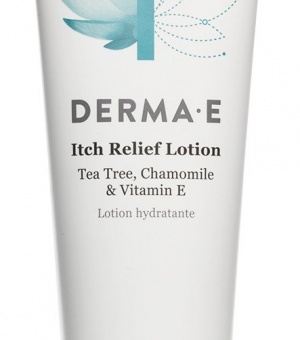 DERMA·E
Itch Relief Lotion
Tea Tree, Chamomile
& Vitamin E
Lotion hydratante